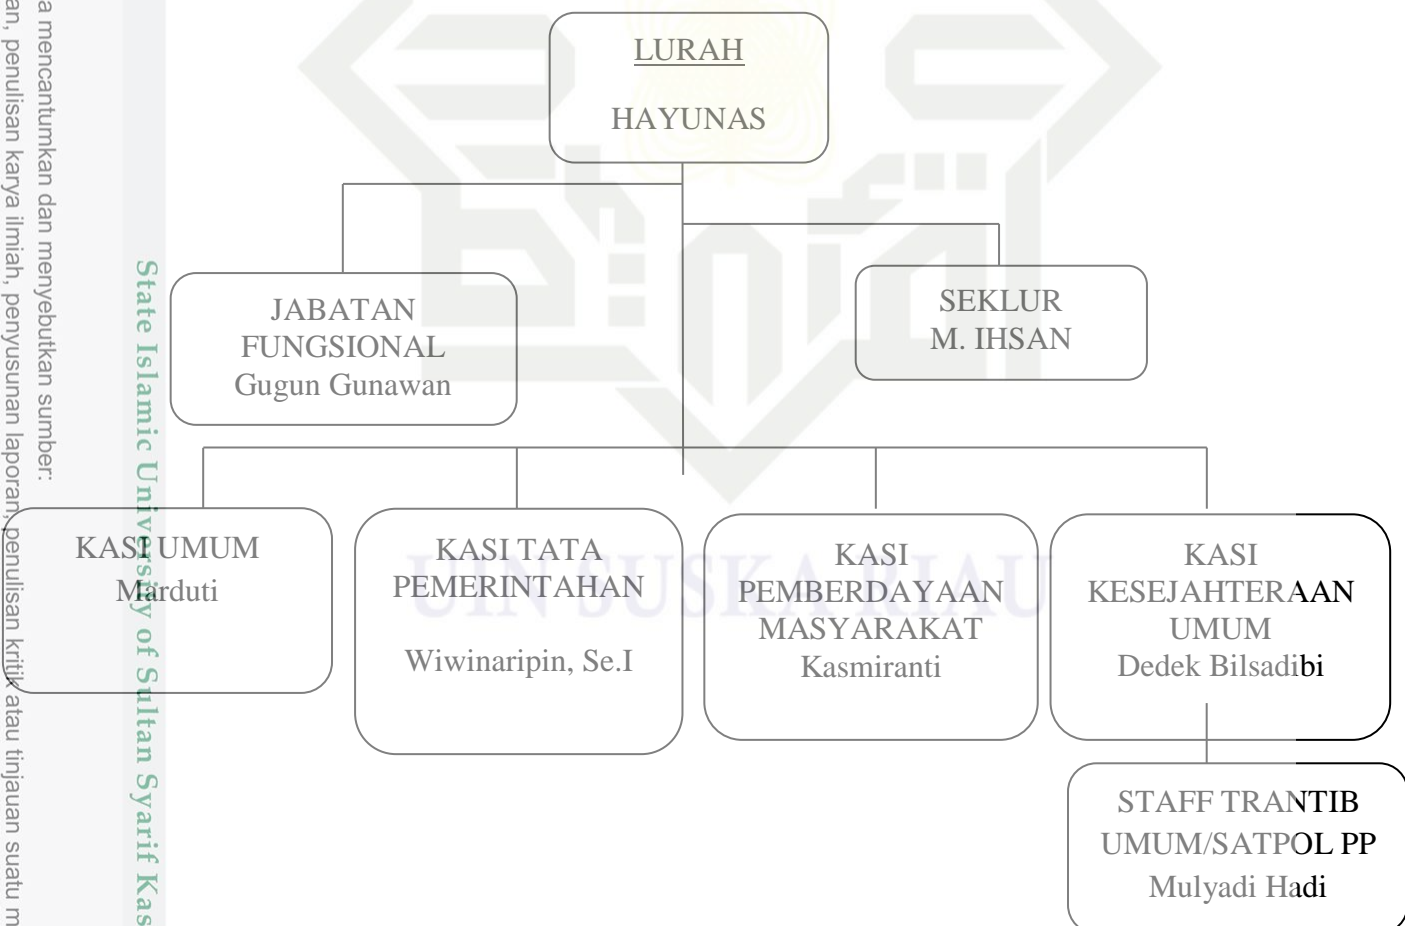 LURAH
HAYUNAS
JABATAN
FUNGSIONAL
Gugun Gunawan
SEKLUR
M. IHSAN
KASI UMUM
Marduti
KASI TATA
PEMERINTAHAN
Wiwinaripin, Se.I
KASI
PEMBERDAYAAN
MASYARAKAT
Kasmiranti
KASI
KESEJAHTERAAN
UMUM
Dedek Bilsadibi
STAFF TRANTIB
UMUM/SATPOL PP
Mulyadi Hadi
UIN SUSKA RIAU
State Islamic University of Sultan Syarif Kas
a mencantumkan dan menyebutkan sumber:
an, penulisan karya ilmiah, penyusunan laporan, penulisan kritik atau tinjauan suatu m